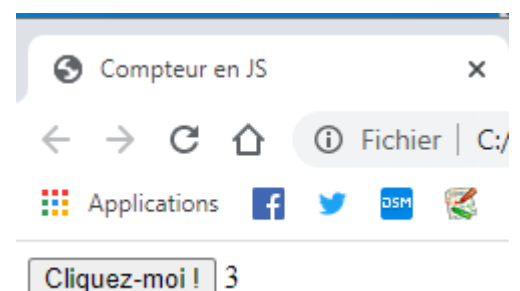 Compteur en JS
Fichier C:/
Applications f DSM
Cliquez-moi ! 3